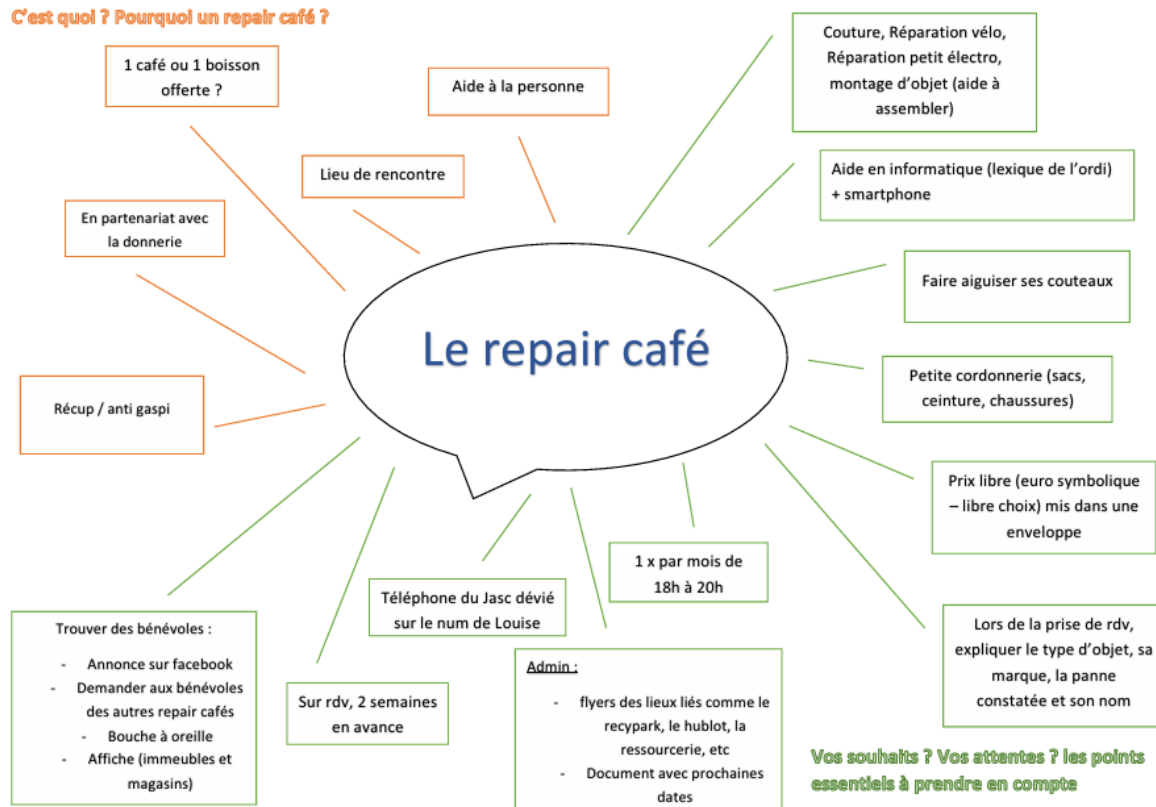 C'est quoi ? Pourquoi un repair café ?
1 café ou 1 boisson
offerte ?
Aide à la personne
Couture, Réparation vélo,
Réparation petit électro,
montage d'objet (aide à
assembler)
Lieu de rencontre
Aide en informatique (lexique de l'ordi)
+ smartphone
En partenariat avec
la donnerie
Faire aiguiser ses couteaux
Le repair café
Petite cordonnerie (sacs,
ceinture, chaussures)
Récup / anti gaspi
Prix libre (euro symbolique
– libre choix) mis dans une
enveloppe
1 x par mois de
18h à 20h
Téléphone du Jasc dévié
sur le num de Louise
Trouver des bénévoles :
- Annonce sur facebook
- Demander aux bénévoles
des autres repair cafés
- Bouche à oreille
- Affiche (immeubles et
magasins)
Sur rdv, 2 semaines
en avance
Admin :
- flyers des lieux liés comme le
recypark, le hublot, la
ressourcerie, etc
- Document avec prochaines
dates
Lors de la prise de rdv,
expliquer le type d'objet, sa
marque, la panne
constatée et son nom
Vos souhaits ? Vos attentes ? les points
essentiels à prendre en compte